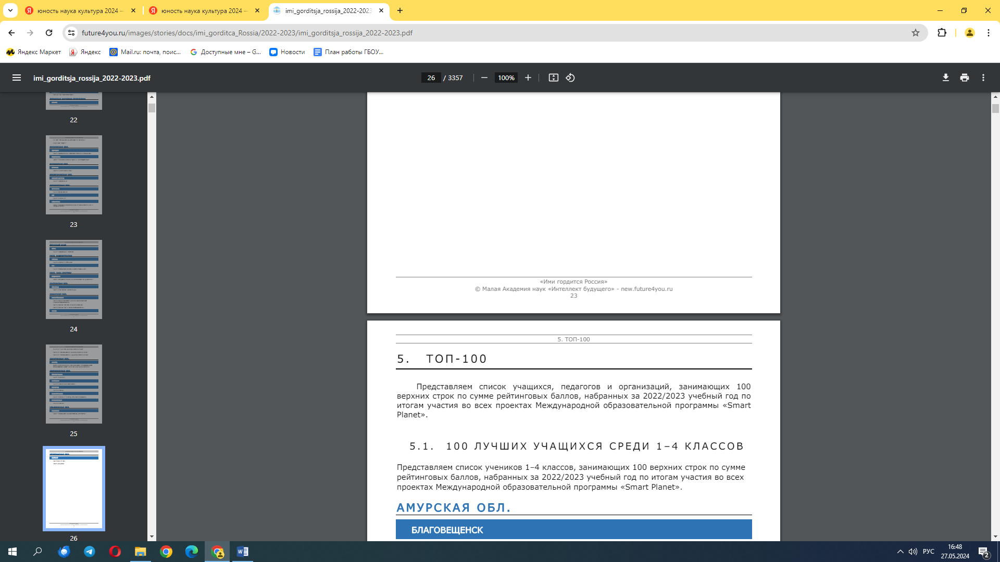 юность наука культура 2024 —
юность наука культура 2024 —
imi_gorditsja_rossija_2022-2023
future4you.ru/images/stories/docs/imi_gorditca_Rossia/2022-2023/imi_gorditsja_rossija_2022-2023.pdf
Яндекс Маркет
Яндекс
Mail.ru: почта, поис...
Доступные мне – G...
Новости
План работы ГБОУ...
imi_gorditsja_rossija_2022-2023.pdf
26 / 3357
100%
22
23
24
25
26
«Ими гордится Россия»
© Малая Академия наук «Интеллект будущего» - new.future4you.ru
23
5. ТОП-100
5. ТОП-100
Представляем список учащихся, педагогов и организаций, занимающих 100
верхних строк по сумме рейтинговых баллов, набранных за 2022/2023 учебный год по
итогам участия во всех проектах Международной образовательной программы «Smart
Planet».
5.1. 100 ЛУЧШИХ УЧАЩИХСЯ СРЕДИ 1–4 КЛАССОВ
Представляем список учеников 1–4 классов, занимающих 100 верхних строк по сумме
рейтинговых баллов, набранных за 2022/2023 учебный год по итогам участия во всех
проектах Международной образовательной программы «Smart Planet».
АМУРСКАЯ ОБЛ.
БЛАГОВЕЩЕНСК
РУС
16:48
27.05.2024
2